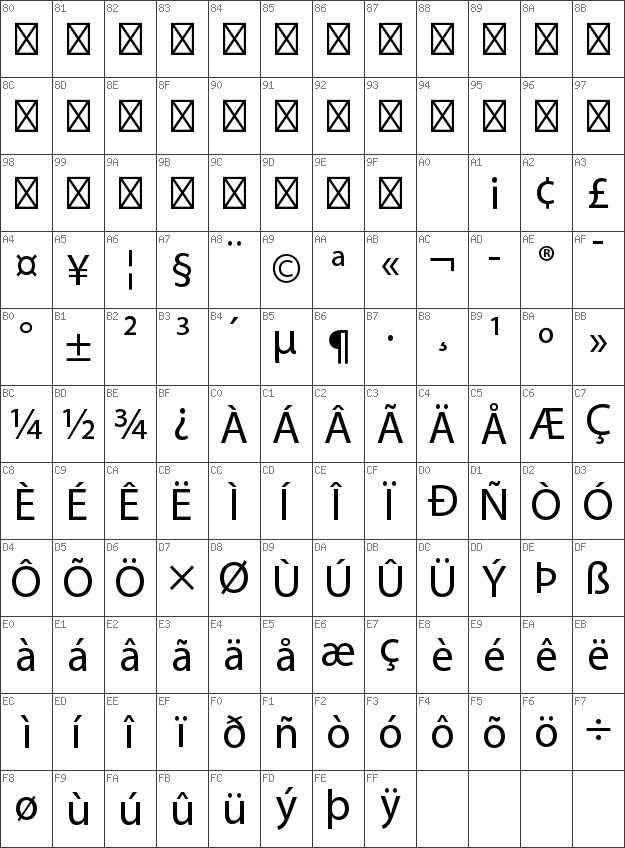 80 81 82 83 84 85 86 87 88 89 8A 8B
8C 8D 8E 8F 90 91 92 93 94 95 96 97
98 99 9A 9B 9C 9D 9E 9F A0 A1 A2 A3
¡ ¢ £
A4 A5 A6 A7 A8 A9 AA AB AC AD AE AF
¤ ¥ ¦ § ¨ © ª « ¬ - ® ¯
B0 B1 B2 B3 B4 B5 B6 B7 B8 B9 BA BB
° ± ² ³ ´ µ ¶ · ¸ ¹ º »
BC BD BE BF C0 C1 C2 C3 C4 C5 C6 C7
¼ ½ ¾ ¿ À Á Â Ã Ä Å Æ Ç
C8 C9 CA CB CC CD CE CF D0 D1 D2 D3
È É Ê Ë Ì Í Î Ï Ð Ñ Ò Ó
D4 D5 D6 D7 D8 D9 DA DB DC DD DE DF
Ô Õ Ö × Ø Ù Ú Û Ü Ý Þ ß
E0 E1 E2 E3 E4 E5 E6 E7 E8 E9 EA EB
à á â ã ä å æ ç è é ê ë
EC ED EE EF F0 F1 F2 F3 F4 F5 F6 F7
ì í î ï ð ñ ò ó ô õ ö ÷
F8 F9 FA FB FC FD FE FF
ø ù ú û ü ý þ ÿ